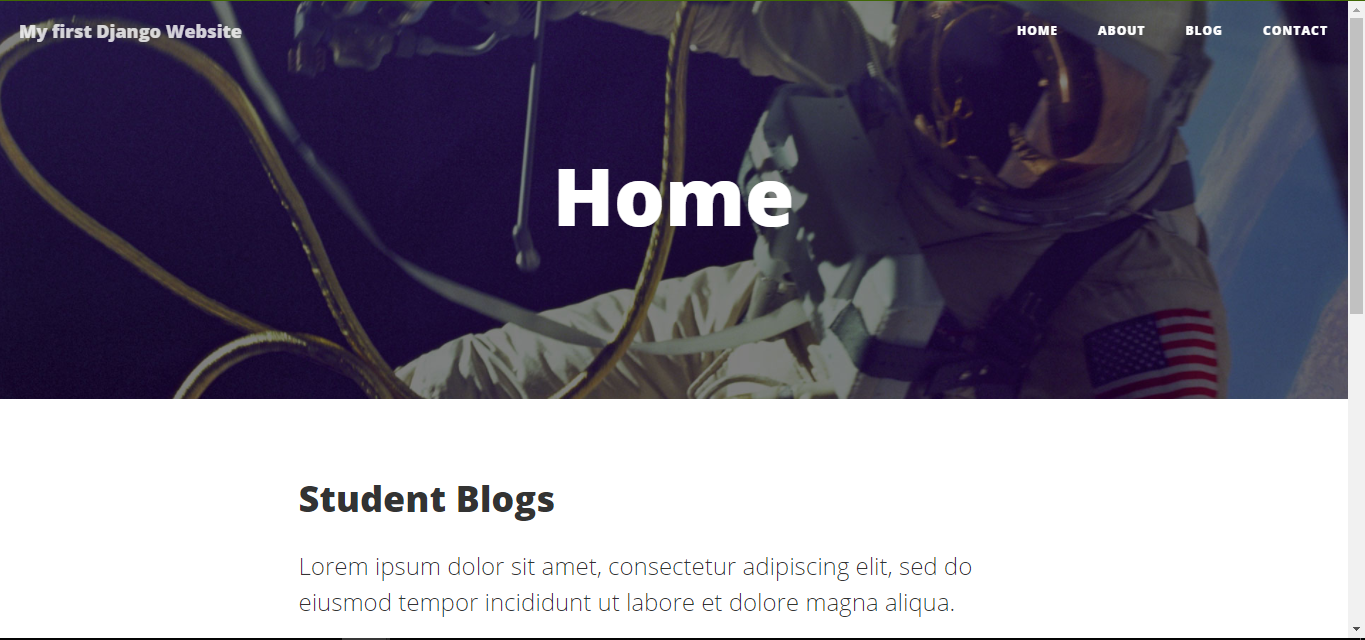 My first Django Website
HOME ABOUT BLOG CONTACT
Home
Student Blogs
Lorem ipsum dolor sit amet, consectetur adipiscing elit, sed do
eiusmod tempor incididunt ut labore et dolore magna aliqua.